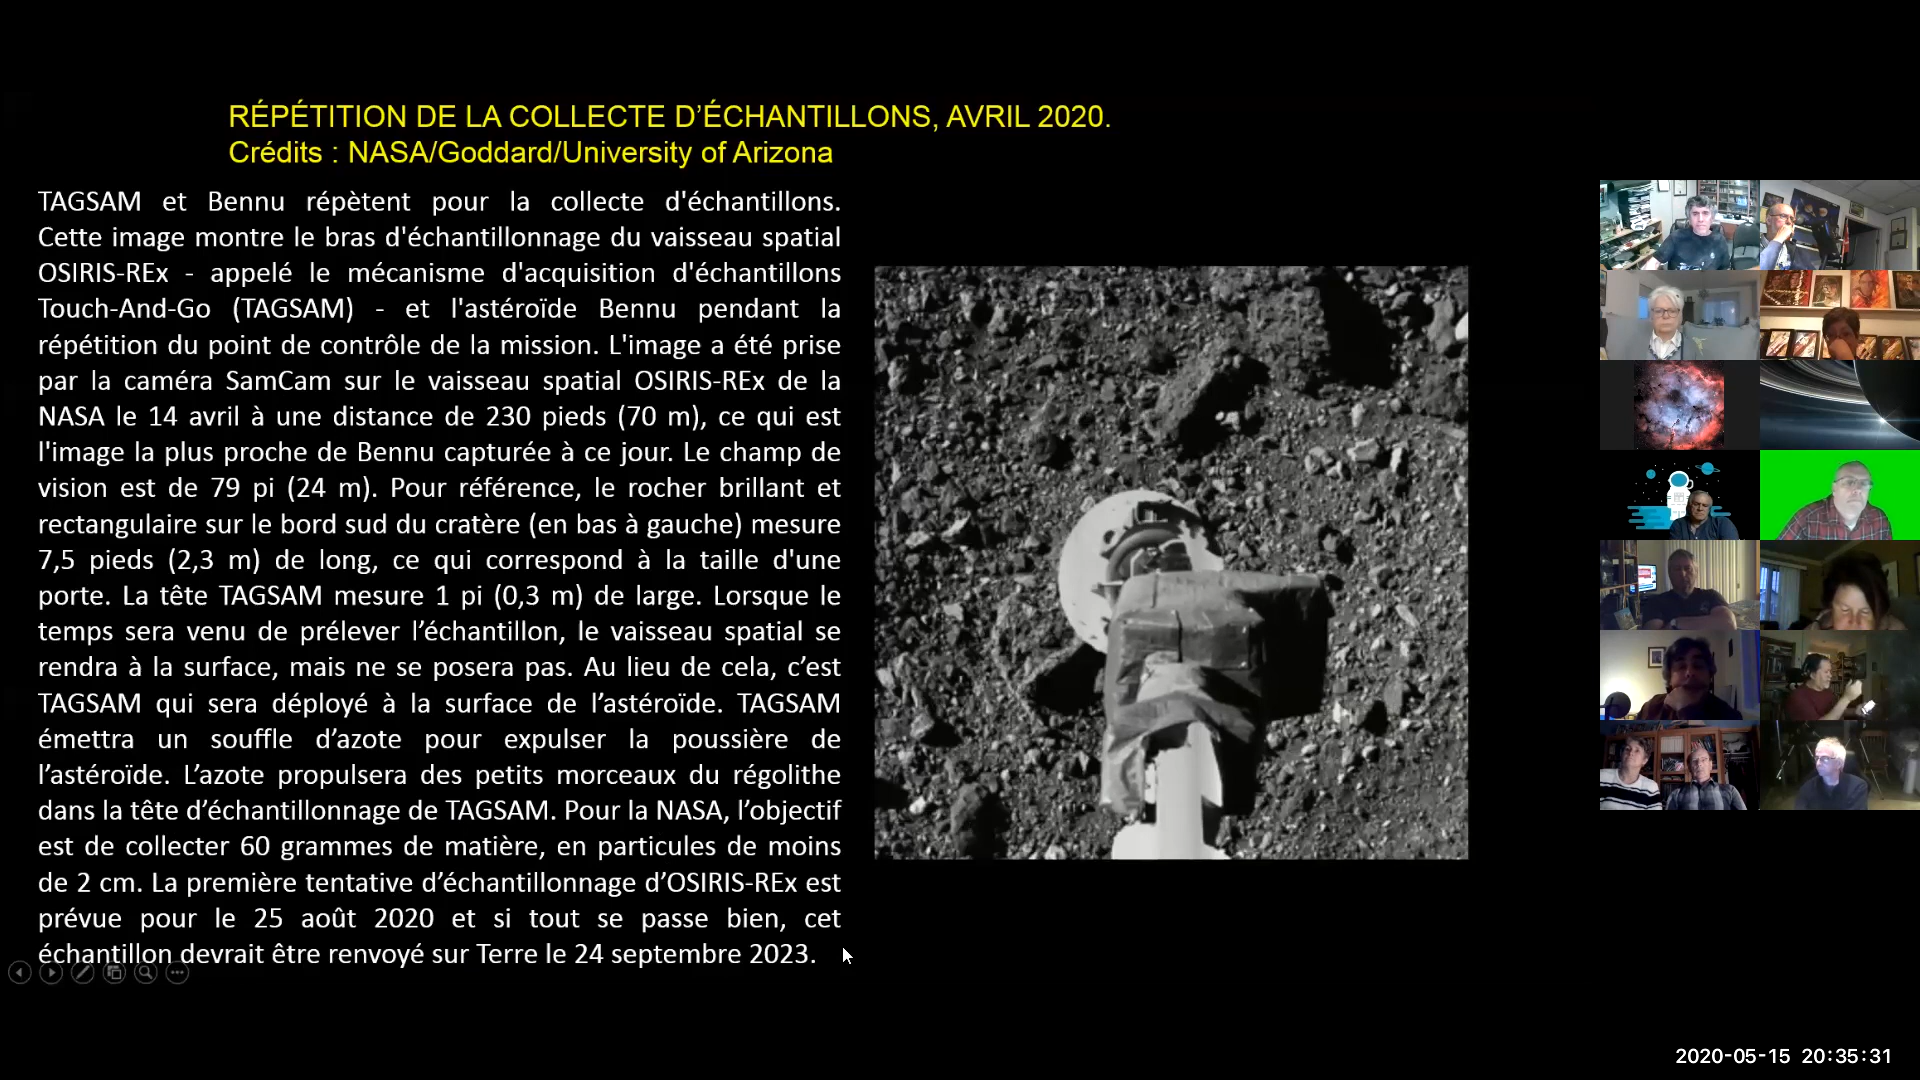 RÉPÉTITION DE LA COLLECTE D’ÉCHANTILLONS, AVRIL 2020.
Crédits : NASA/Goddard/University of Arizona
TAGSAM et Bennu répètent pour la collecte d'échantillons.
Cette image montre le bras d'échantillonnage du vaisseau spatial
OSIRIS-REx - appelé le mécanisme d'acquisition d'échantillons
Touch-And-Go (TAGSAM) - et l'astéroïde Bennu pendant la
répétition du point de contrôle de la mission. L'image a été prise
par la caméra SamCam sur le vaisseau spatial OSIRIS-REx de la
NASA le 14 avril à une distance de 230 pieds (70 m), ce qui est
l'image la plus proche de Bennu capturée à ce jour. Le champ de
vision est de 79 pi (24 m). Pour référence, le rocher brillant et
rectangulaire sur le bord sud du cratère (en bas à gauche) mesure
7,5 pieds (2,3 m) de long, ce qui correspond à la taille d'une
porte. La tête TAGSAM mesure 1 pi (0,3 m) de large. Lorsque le
temps sera venu de prélever l’échantillon, le vaisseau spatial se
rendra à la surface, mais ne se posera pas. Au lieu de cela, c’est
TAGSAM qui sera déployé à la surface de l’astéroïde. TAGSAM
émettra un souffle d’azote pour expulser la poussière de
l’astéroïde. L’azote propulsera des petits morceaux du régolithe
dans la tête d’échantillonnage de TAGSAM. Pour la NASA, l’objectif
est de collecter 60 grammes de matière, en particules de moins
de 2 cm. La première tentative d’échantillonnage d’OSIRIS-REx est
prévue pour le 25 août 2020 et si tout se passe bien, cet
échantillon devrait être renvoyé sur Terre le 24 septembre 2023.
2020-05-15 20:35:31